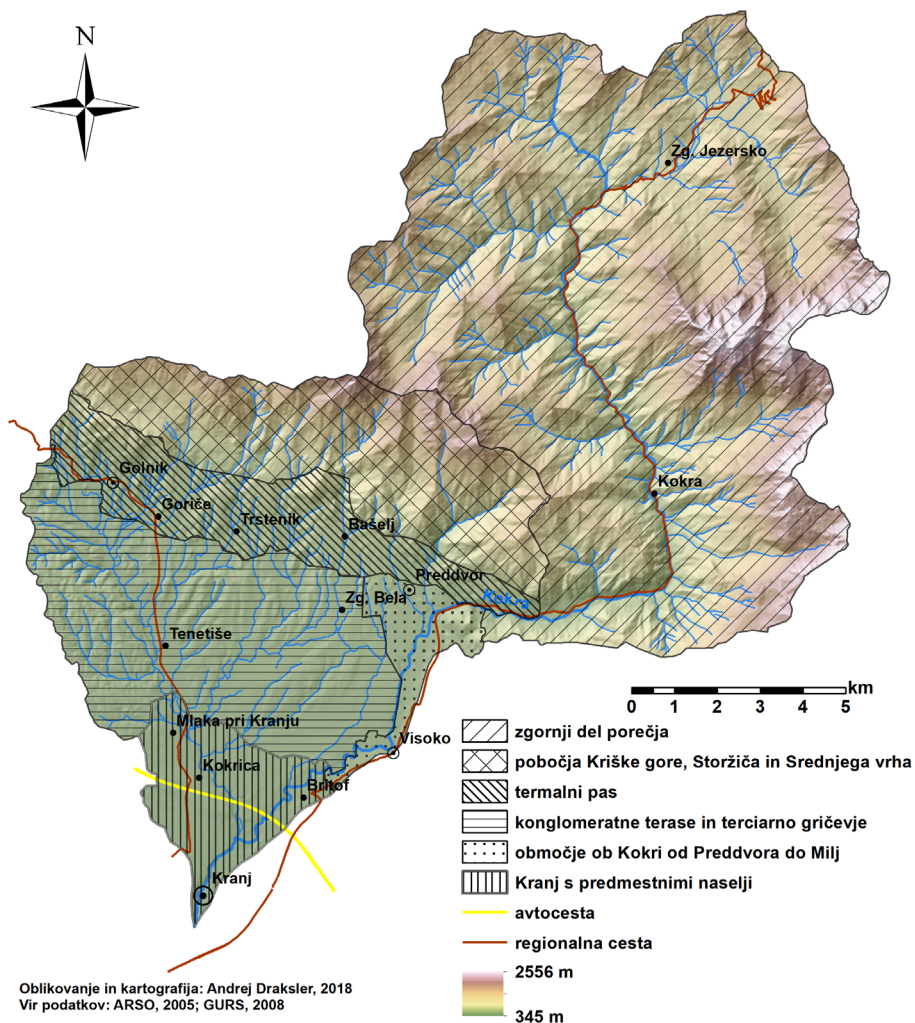 N
Zg. Jezersko
Golnik
Goriče
Trstenik
Bašelj
Kokra
Preddvor
Zg. Bela
Kokra
Tenetiše
Mlaka pri Kranju
Visoko
Kokrica
Britof
Kranj
km
0 1 2 3 4 5
zgornji del porečja
pobočja Kriške gore, Storžiča in Srednjega vrha
termalni pas
konglomeratne terase in terciarno gričevje
območje ob Kokri od Preddvora do Milj
Kranj s predmestnimi naselji
avtocesta
regionalna cesta
2556 m
345 m
Oblikovanje in kartografija: Andrej Draksler, 2018
Vir podatkov: ARSO, 2005; GURS, 2008